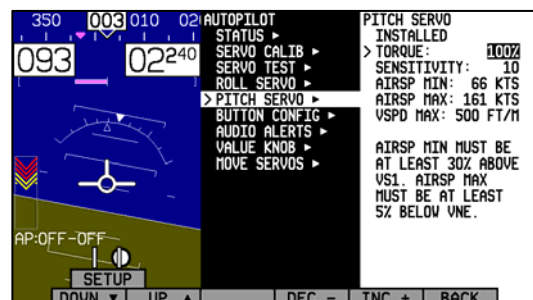 350 003 010 02
093
02240
AP:OFF-OFF
AUTOPILOT
STATUS ►
SERVO CALIB ►
SERVO TEST ►
ROLL SERVO ►
> PITCH SERVO ►
BUTTON CONFIG ►
AUDIO ALERTS ►
VALUE KNOB ►
MOVE SERVOS ►
PITCH SERVO
INSTALLED
> TORQUE: 100%
SENSITIVITY: 10
AIRSP MIN: 66 KTS
AIRSP MAX: 161 KTS
VSPD MAX: 500 FT/M
AIRSP MIN MUST BE
AT LEAST 30% ABOVE
VS1. AIRSP MAX
MUST BE AT LEAST
5% BELOW VNE.
SETUP
DOWN ▼ UP ▲ DEC - INC + BACK